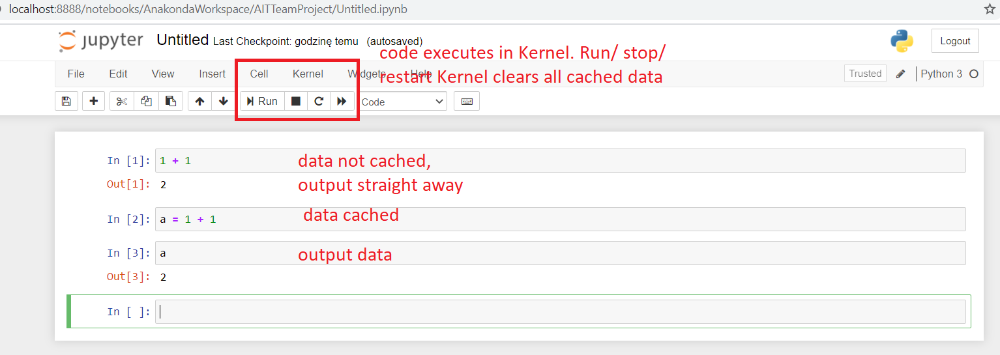 localhost:8888/notebooks/AnakondaWorkspace/AITTeamProject/Untitled.ipynb
jupyter Untitled Last Checkpoint: godzinę temu (autosaved)
Logout
code executes in Kernel. Run/ stop/
restart Kernel clears all cached data
File Edit View Insert Cell Kernel Widgets Help Trusted Python 3
Run Code
In [1]: 1 + 1 data not cached,
Out[1]: 2 output straight away
In [2]: a = 1 + 1 data cached
In [3]: a output data
Out[3]: 2
In [ ]: